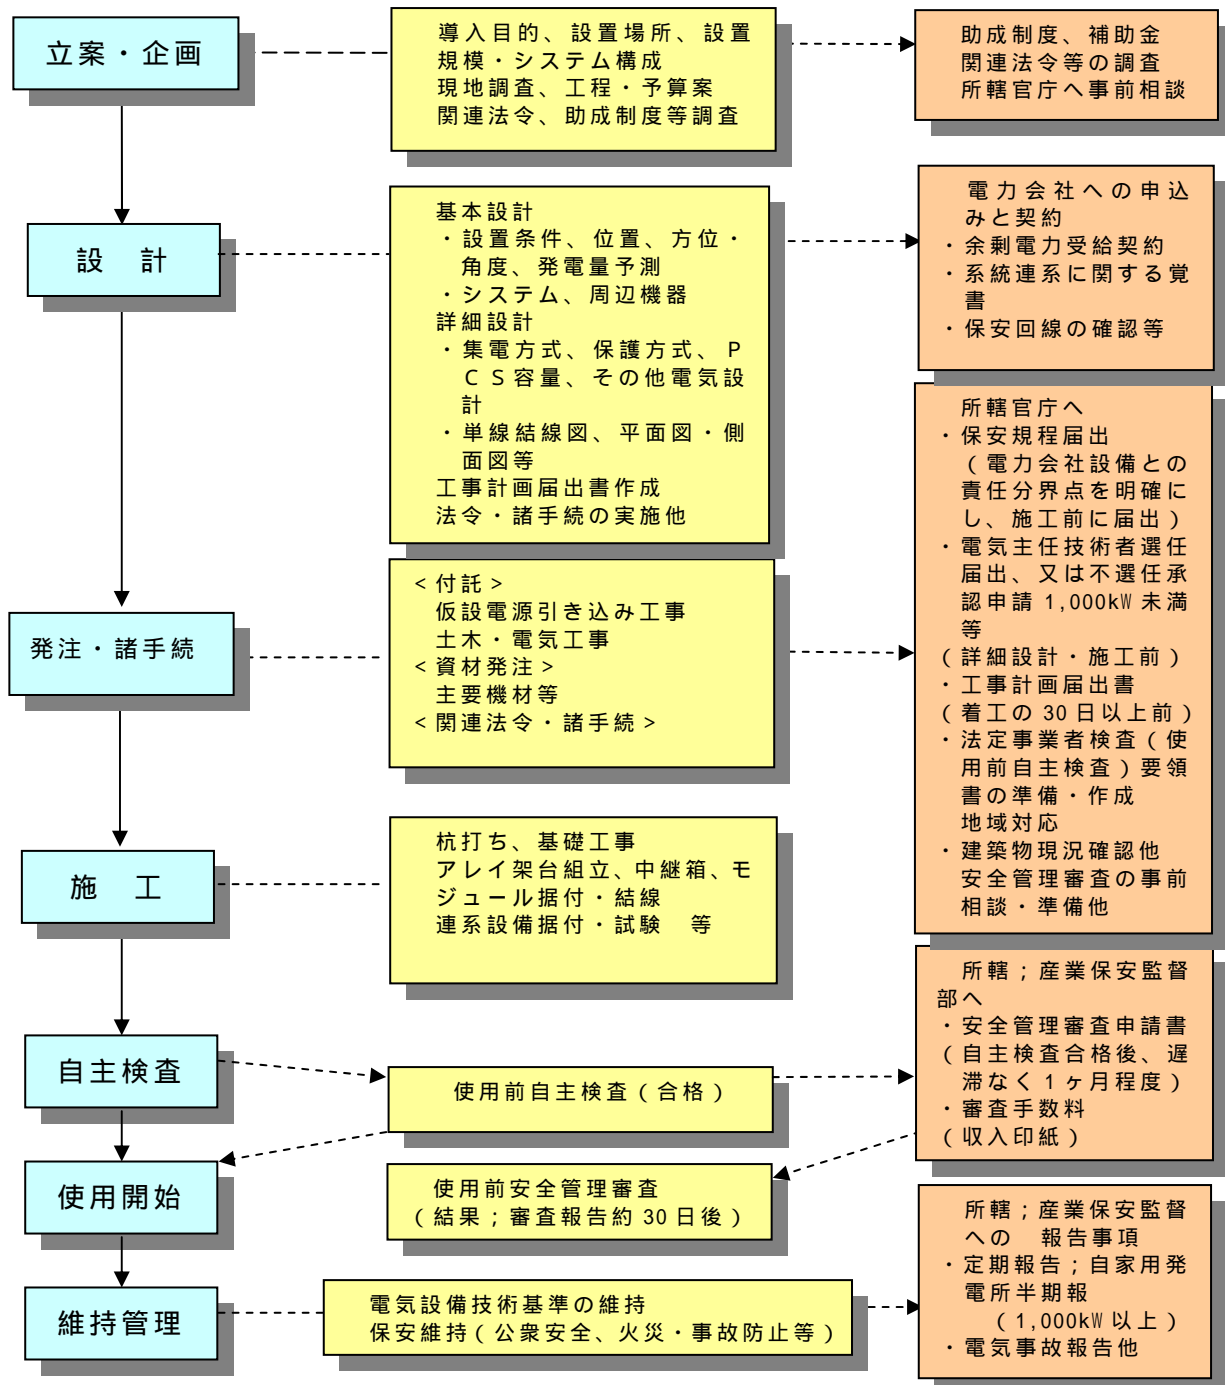 立案・企画
導入目的、設置場所、設置
規模・システム構成
現地調査、工程・予算案
関連法令、助成制度等調査
助成制度、補助金
関連法令等の調査
所轄官庁へ事前相談
設　計
基本設計
・設置条件、位置、方位・
角度、発電量予測
・システム、周辺機器
詳細設計
・集電方式、保護方式、Ｐ
ＣＳ容量、その他電気設
計
・単線結線図、平面図・側
面図等
工事計画届出書作成
法令・諸手続の実施他
電力会社への申込
みと契約
・余剰電力受給契約
・系統連系に関する覚
書
・保安回線の確認等
発注・諸手続
＜付託＞
仮設電源引き込み工事
土木・電気工事
＜資材発注＞
主要機材等
＜関連法令・諸手続＞
所轄官庁へ
・保安規程届出
（電力会社設備との
責任分界点を明確に
し、施工前に届出）
・電気主任技術者選任
届出、又は不選任承
認申請 1,000kW 未満
等
（詳細設計・施工前）
・工事計画届出書
（着工の 30 日以上前）
・法定事業者検査（使
用前自主検査）要領
書の準備・作成
地域対応
・建築物現況確認他
安全管理審査の事前
相談・準備他
施　工
杭打ち、基礎工事
アレイ架台組立、中継箱、モ
ジュール据付・結線
連系設備据付・試験　等
自主検査
使用前自主検査（合格）
所轄；産業保安監督
部へ
・安全管理審査申請書
（自主検査合格後、遅
滞なく１ヶ月程度）
・審査手数料
（収入印紙）
使用開始
使用前安全管理審査
（結果；審査報告約 30 日後）
維持管理
電気設備技術基準の維持
保安維持（公衆安全、火災・事故防止等）
所轄；産業保安監督
への　報告事項
・定期報告；自家用発
電所半期報
（1,000kW 以上）
・電気事故報告他